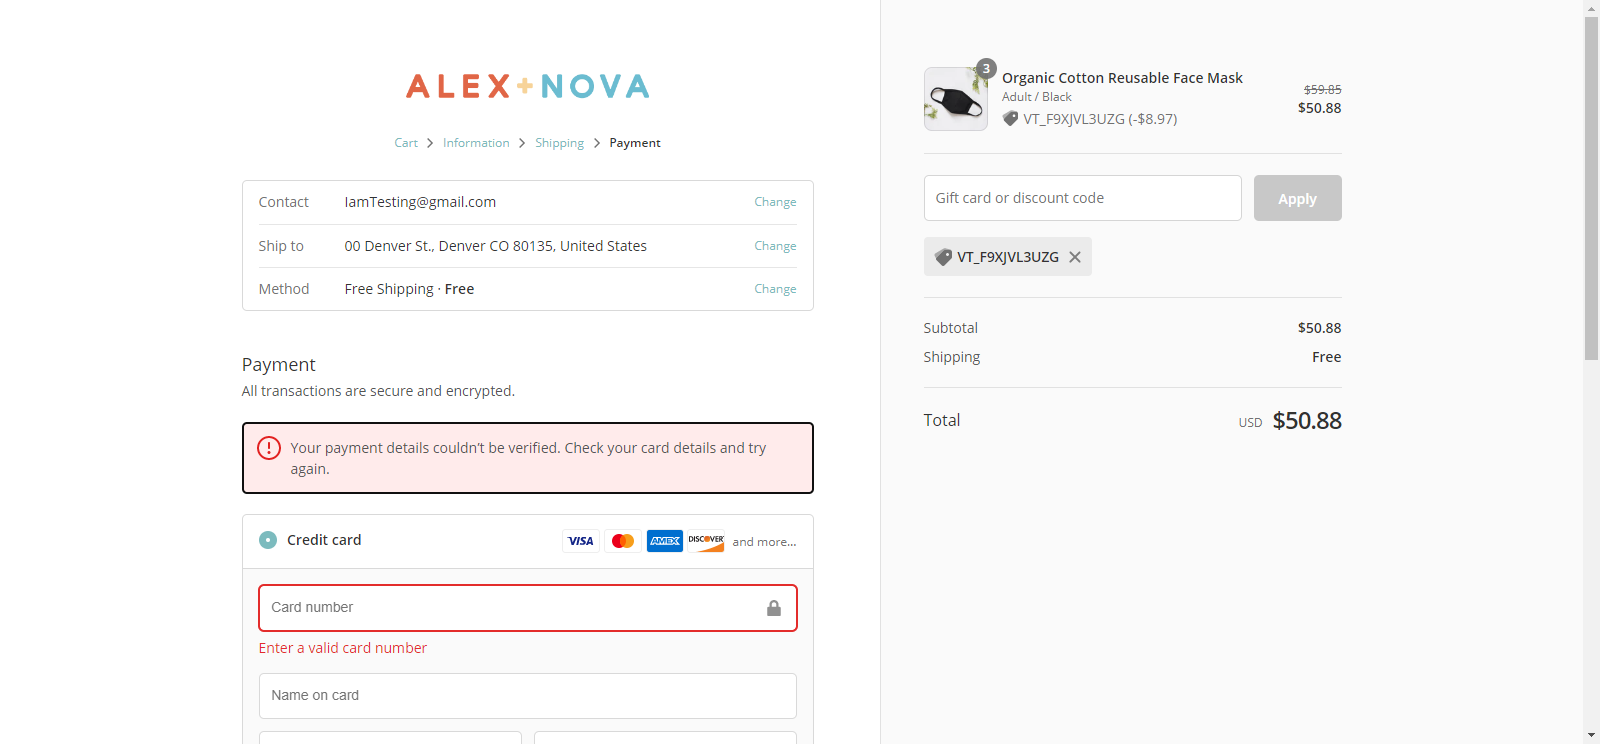 ALEX+NOVA
Cart > Information > Shipping > Payment
Contact IamTesting@gmail.com Change
Ship to 00 Denver St., Denver CO 80135, United States Change
Method Free Shipping · Free Change
Payment
All transactions are secure and encrypted.
Your payment details couldn’t be verified. Check your card details and try
again.
Credit card VISA AMEX DISCOVER and more...
Card number
Enter a valid card number
Name on card
3
Organic Cotton Reusable Face Mask
Adult / Black
VT_F9XJVL3UZG (-$8.97)
$59.85
$50.88
Gift card or discount code Apply
VT_F9XJVL3UZG
Subtotal $50.88
Shipping Free
Total USD $50.88